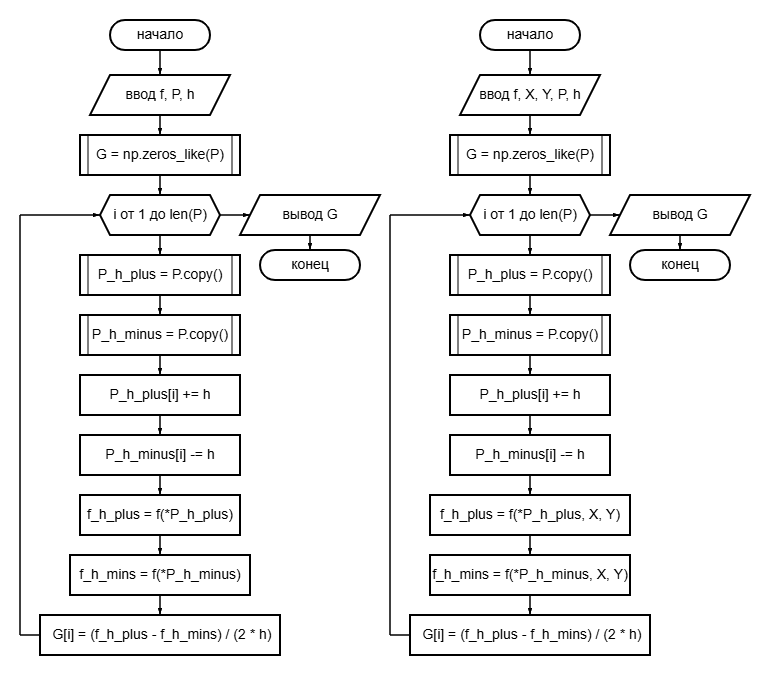 начало
ввод f, P, h
G = np.zeros_like(P)
i от 1 до len(P)
вывод G
конец
P_h_plus = P.copy()
P_h_minus = P.copy()
P_h_plus[i] += h
P_h_minus[i] -= h
f_h_plus = f(*P_h_plus)
f_h_mins = f(*P_h_minus)
G[i] = (f_h_plus - f_h_mins) / (2 * h)
начало
ввод f, X, Y, P, h
G = np.zeros_like(P)
i от 1 до len(P)
вывод G
конец
P_h_plus = P.copy()
P_h_minus = P.copy()
P_h_plus[i] += h
P_h_minus[i] -= h
f_h_plus = f(*P_h_plus, X, Y)
f_h_mins = f(*P_h_minus, X, Y)
G[i] = (f_h_plus - f_h_mins) / (2 * h)